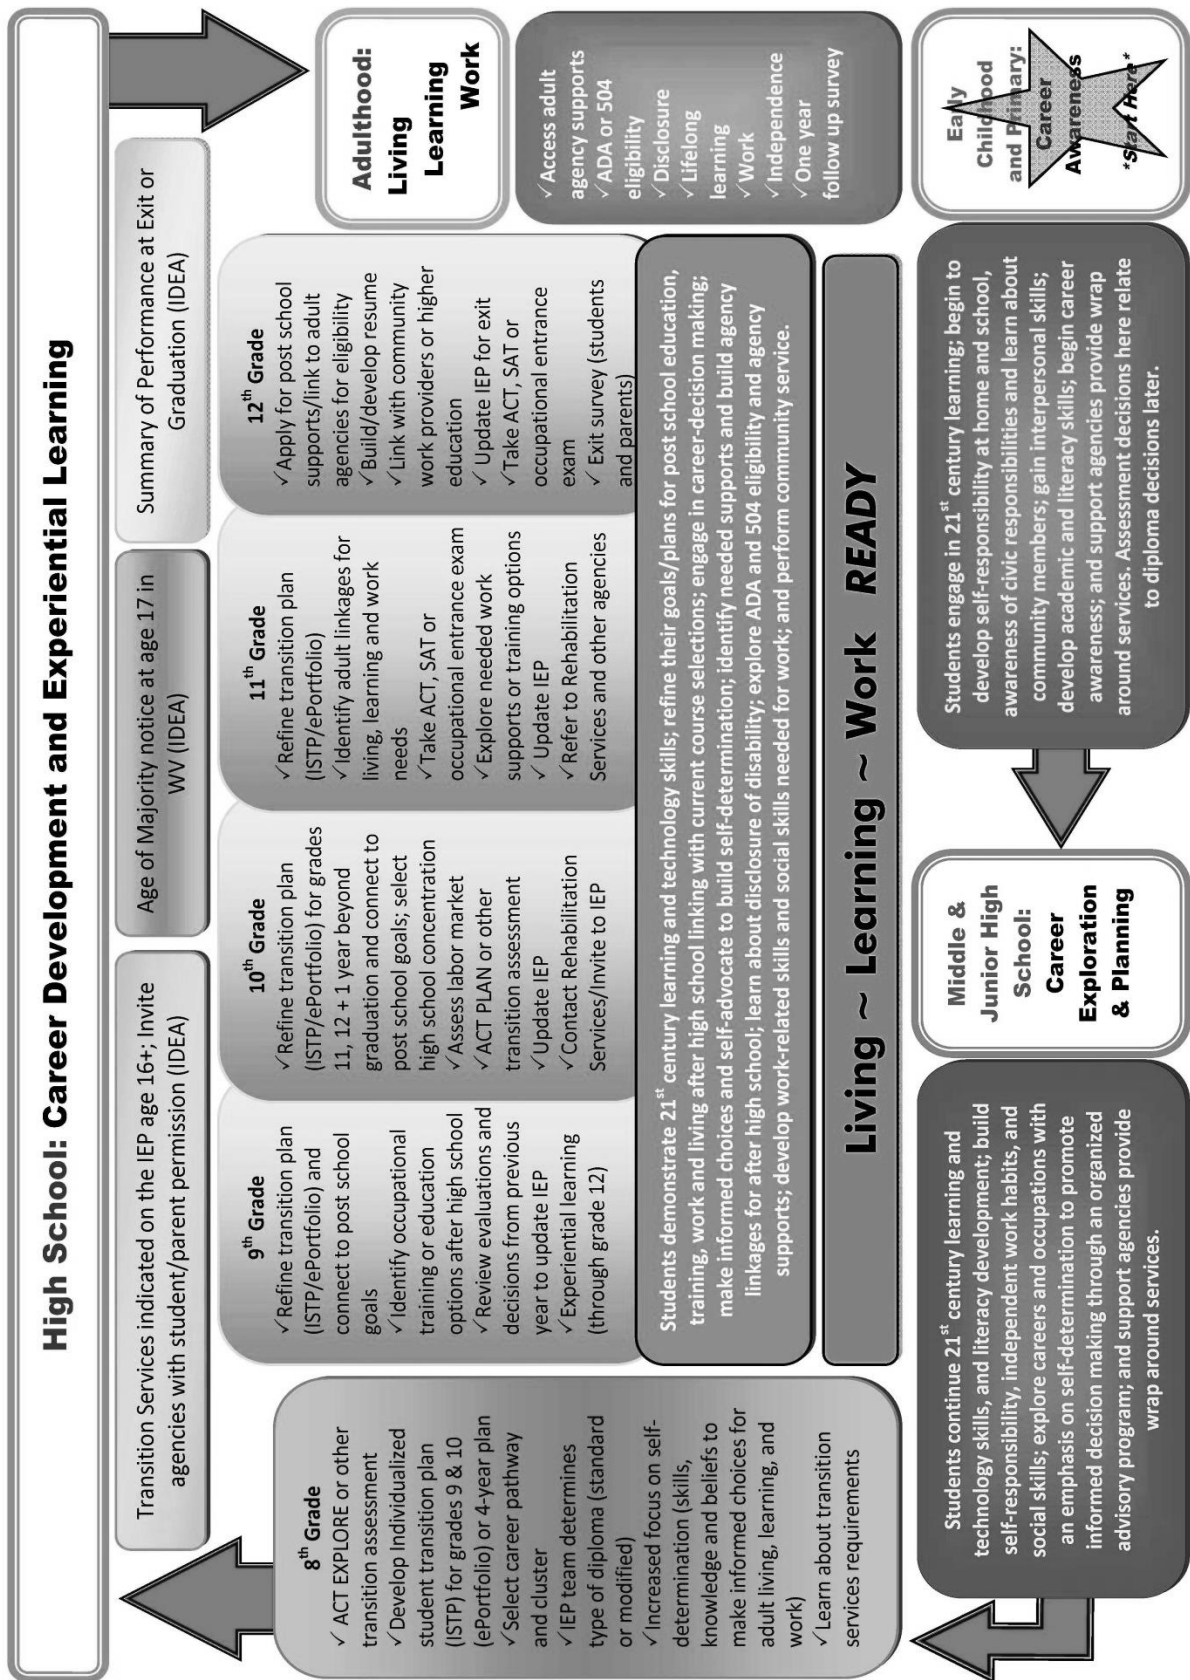 High School: Career Development and Experiential Learning
Transition Services indicated on the IEP age 16+; Invite
agencies with student/parent permission (IDEA)
Age of Majority notice at age 17 in
WV (IDEA)
Summary of Performance at Exit or
Graduation (IDEA)
8th Grade
✓ ACT EXPLORE or other
transition assessment
✓Develop Individualized
student transition plan
(ISTP) for grades 9 & 10
(ePortfolio) or 4-year plan
✓Select career pathway
and cluster
✓IEP team determines
type of diploma (standard
or modified)
✓Increased focus on self-
determination (skills,
knowledge and beliefs to
make informed choices for
adult living, learning, and
work)
✓Learn about transition
services requirements
9th Grade
✓Refine transition plan
(ISTP/ePortfolio) and
connect to post school
goals
✓Identify occupational
training or education
options after high school
✓Review evaluations and
decisions from previous
year to update IEP
✓Experiential learning
(through grade 12)
10th Grade
✓Refine transition plan
(ISTP/ePortfolio) for grades
11, 12 + 1 year beyond
graduation and connect to
post school goals; select
high school concentration
✓Assess labor market
✓ACT PLAN or other
transition assessment
✓Update IEP
✓Contact Rehabilitation
Services/Invite to IEP
11th Grade
✓Refine transition plan
(ISTP/ePortfolio)
✓Identify adult linkages for
living, learning and work
needs
✓Take ACT, SAT or
occupational entrance exam
✓Explore needed work
supports or training options
✓Update IEP
✓Refer to Rehabilitation
Services and other agencies
12th Grade
✓Apply for post school
supports/link to adult
agencies for eligibility
✓Build/develop resume
✓Link with community
work providers or higher
education
✓Update IEP for exit
✓Take ACT, SAT or
occupational entrance
exam
✓Exit survey (students
and parents)
Adulthood:
Living
Learning
Work
✓Access adult
agency supports
✓ADA or 504
eligibility
✓Disclosure
✓Lifelong
learning
✓Work
✓Independence
✓One year
follow up survey
Students demonstrate 21st century learning and technology skills; refine their goals/plans for post school education,
training, work and living after high school linking with current course selections; engage in career-decision making;
make informed choices and self-advocate to build self-determination; identify needed supports and build agency
linkages for after high school; learn about disclosure of disability; explore ADA and 504 eligibility and agency
supports; develop work-related skills and social skills needed for work; and perform community service.
Living ~ Learning ~ Work READY
Students continue 21st century learning and
technology skills, and literacy development; build
self-responsibility, independent work habits, and
social skills; explore careers and occupations with
an emphasis on self-determination to promote
informed decision making through an organized
advisory program; and support agencies provide
wrap around services.
Middle &
Junior High
School:
Career
Exploration
& Planning
Students engage in 21st century learning; begin to
develop self-responsibility at home and school,
awareness of civic responsibilities and learn about
community members; gain interpersonal skills;
develop academic and literacy skills; begin career
awareness; and support agencies provide wrap
around services. Assessment decisions here relate
to diploma decisions later.
Early
Childhood
and Primary:
Career
Awareness
*Start Here*